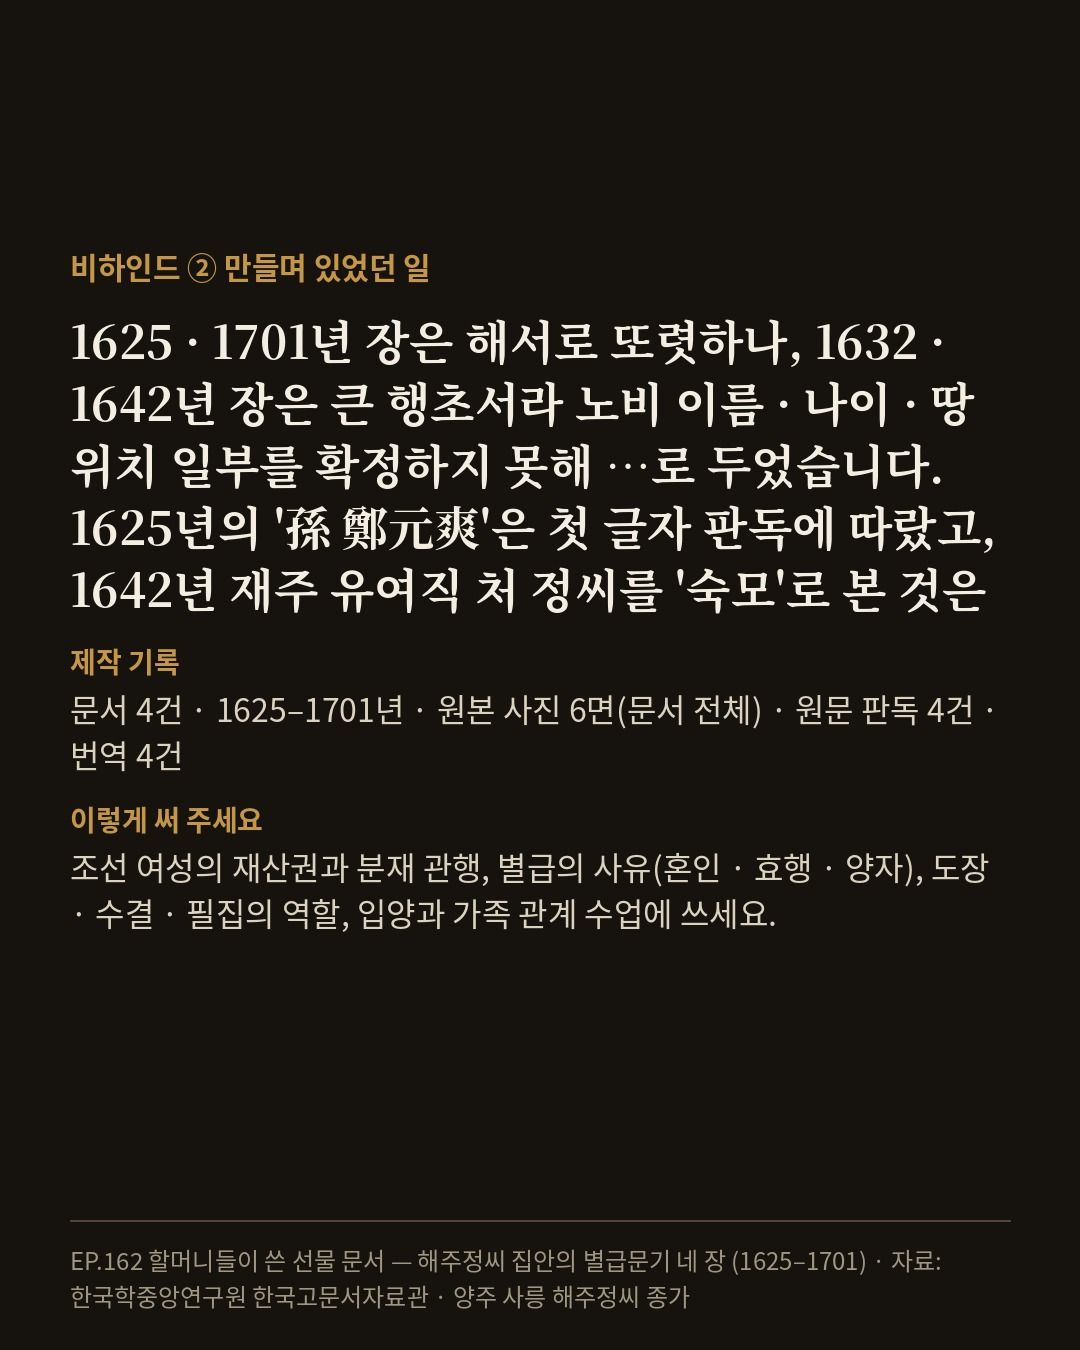 비하인드 ② 만들며 있었던 일
1625 · 1701년 장은 해서로 또렷하나, 1632 ·
1642년 장은 큰 행초서라 노비 이름 · 나이 · 땅
위치 일부를 확정하지 못해 …로 두었습니다.
1625년의 '孫 鄭元爽'은 첫 글자 판독에 따랐고,
1642년 재주 유여직 처 정씨를 '숙모'로 본 것은
제작 기록
문서 4건 · 1625–1701년 · 원본 사진 6면(문서 전체) · 원문 판독 4건 ·
번역 4건
이렇게 써 주세요
조선 여성의 재산권과 분재 관행, 별급의 사유(혼인 · 효행 · 양자), 도장
· 수결 · 필집의 역할, 입양과 가족 관계 수업에 쓰세요.
EP.162 할머니들이 쓴 선물 문서 — 해주정씨 집안의 별급문기 네 장 (1625–1701) · 자료:
한국학중앙연구원 한국고문서자료관 · 양주 사릉 해주정씨 종가